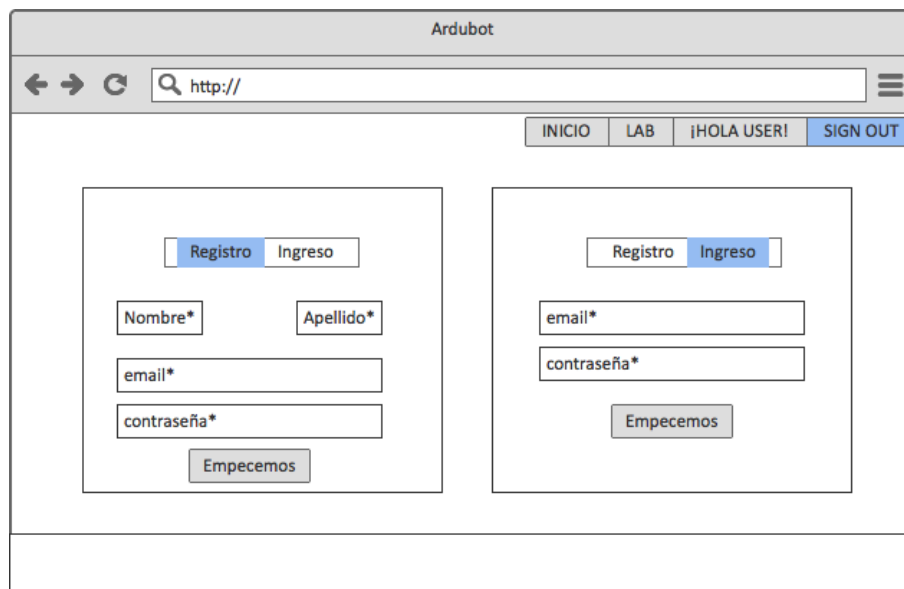 Ardubot
http://
INICIO LAB ¡HOLA USER! SIGN OUT
Registro Ingreso
Nombre* Apellido*
email*
contraseña*
Empecemos
Registro Ingreso
email*
contraseña*
Empecemos